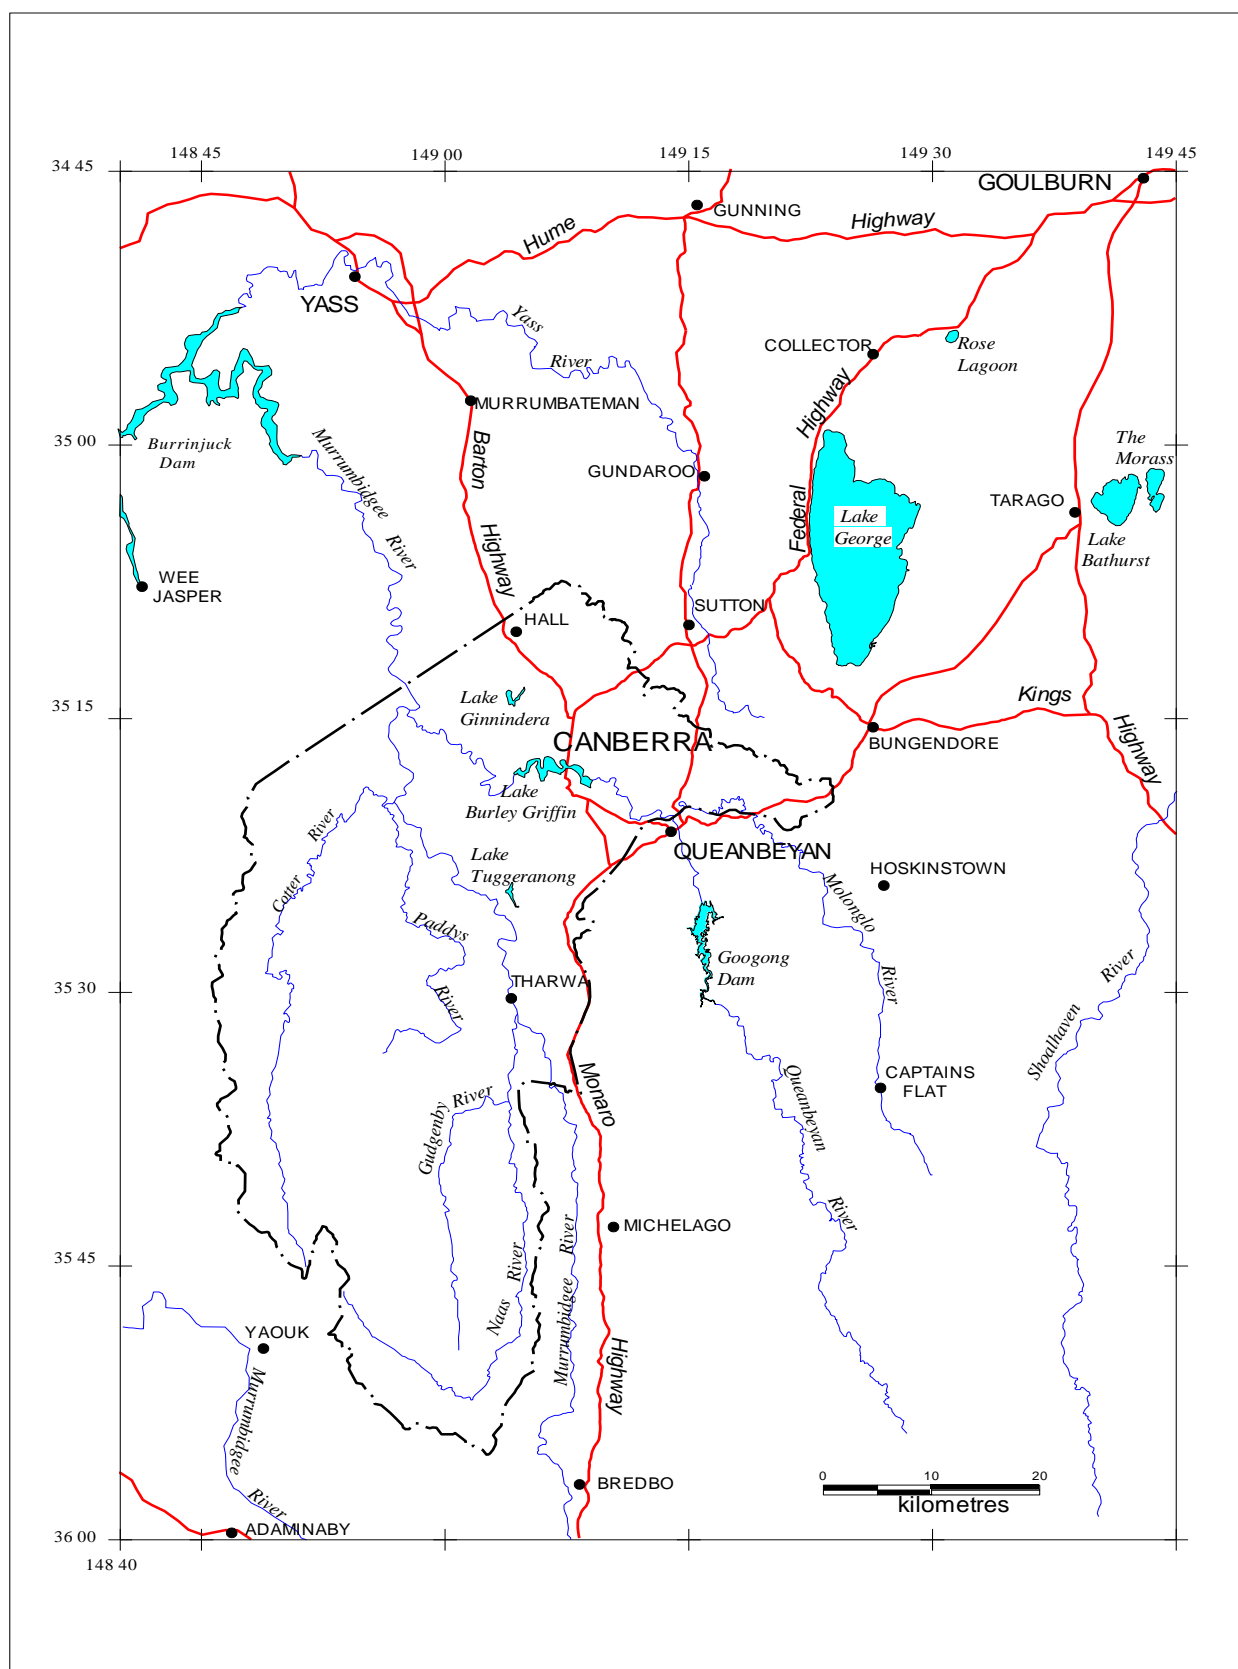 148 45
149 00
149 15
149 30
149 45
34 45
GOULBURN
GUNNING
Hume
Highway
YASS
Yass
River
COLLECTOR
Rose
Lagoon
Highway
MURRUMBATEMAN
Burrinjuck
Dam
35 00
Murrumbidgee
River
Barton
Highway
GUNDAROO
The
Morass
TARAGO
Lake
George
Federal
Lake
Bathurst
WEE
JASPER
SUTTON
HALL
Lake
Ginnindera
35 15
Kings
Highway
CANBERRA
BUNGENDORE
Lake
Burley Griffin
River
Cotter
QUEANBEYAN
Lake
Tuggeranong
HOSKINSTOWN
Molonglo
River
Paddys
River
Googong
Dam
River
Shoalhaven
THARWA
35 30
Monaro
Queanbeyan
River
CAPTAINS
FLAT
River
Gudgenby
MICHELAGO
35 45
River
Naas
River
Murrumbidgee
YAOUK
Murrumbidgee
River
Highway
BREDBO
0
10
20
kilometres
ADAMINABY
36 00
148 40